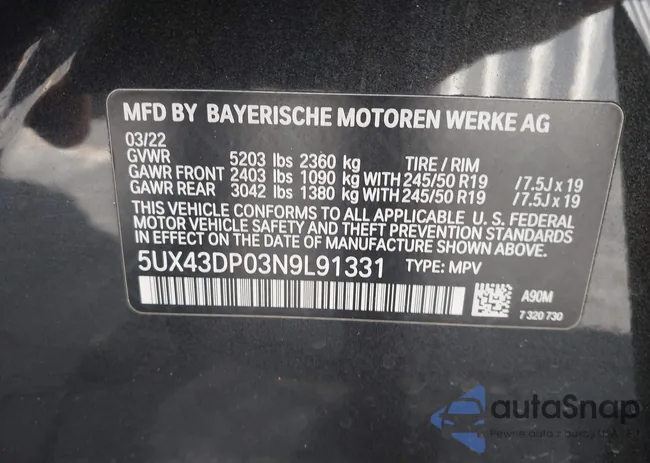 MFD BY BAYERISCHE MOTOREN WERKE AG
03/22
GVWR 5203 lbs 2360 kg TIRE / RIM
GAWR FRONT 2403 lbs 1090 kg WITH 245/50 R19 /7.5J x 19
GAWR REAR 3042 lbs 1380 kg WITH 245/50 R19 /7.5J x 19
THIS VEHICLE CONFORMS TO ALL APPLICABLE U. S. FEDERAL
MOTOR VEHICLE SAFETY AND THEFT PREVENTION STANDARDS
IN EFFECT ON THE DATE OF MANUFACTURE SHOWN ABOVE.
5UX43DP03N9L91331 TYPE: MPV
A90M
7 320 730
autoSnap
Pewne auta z